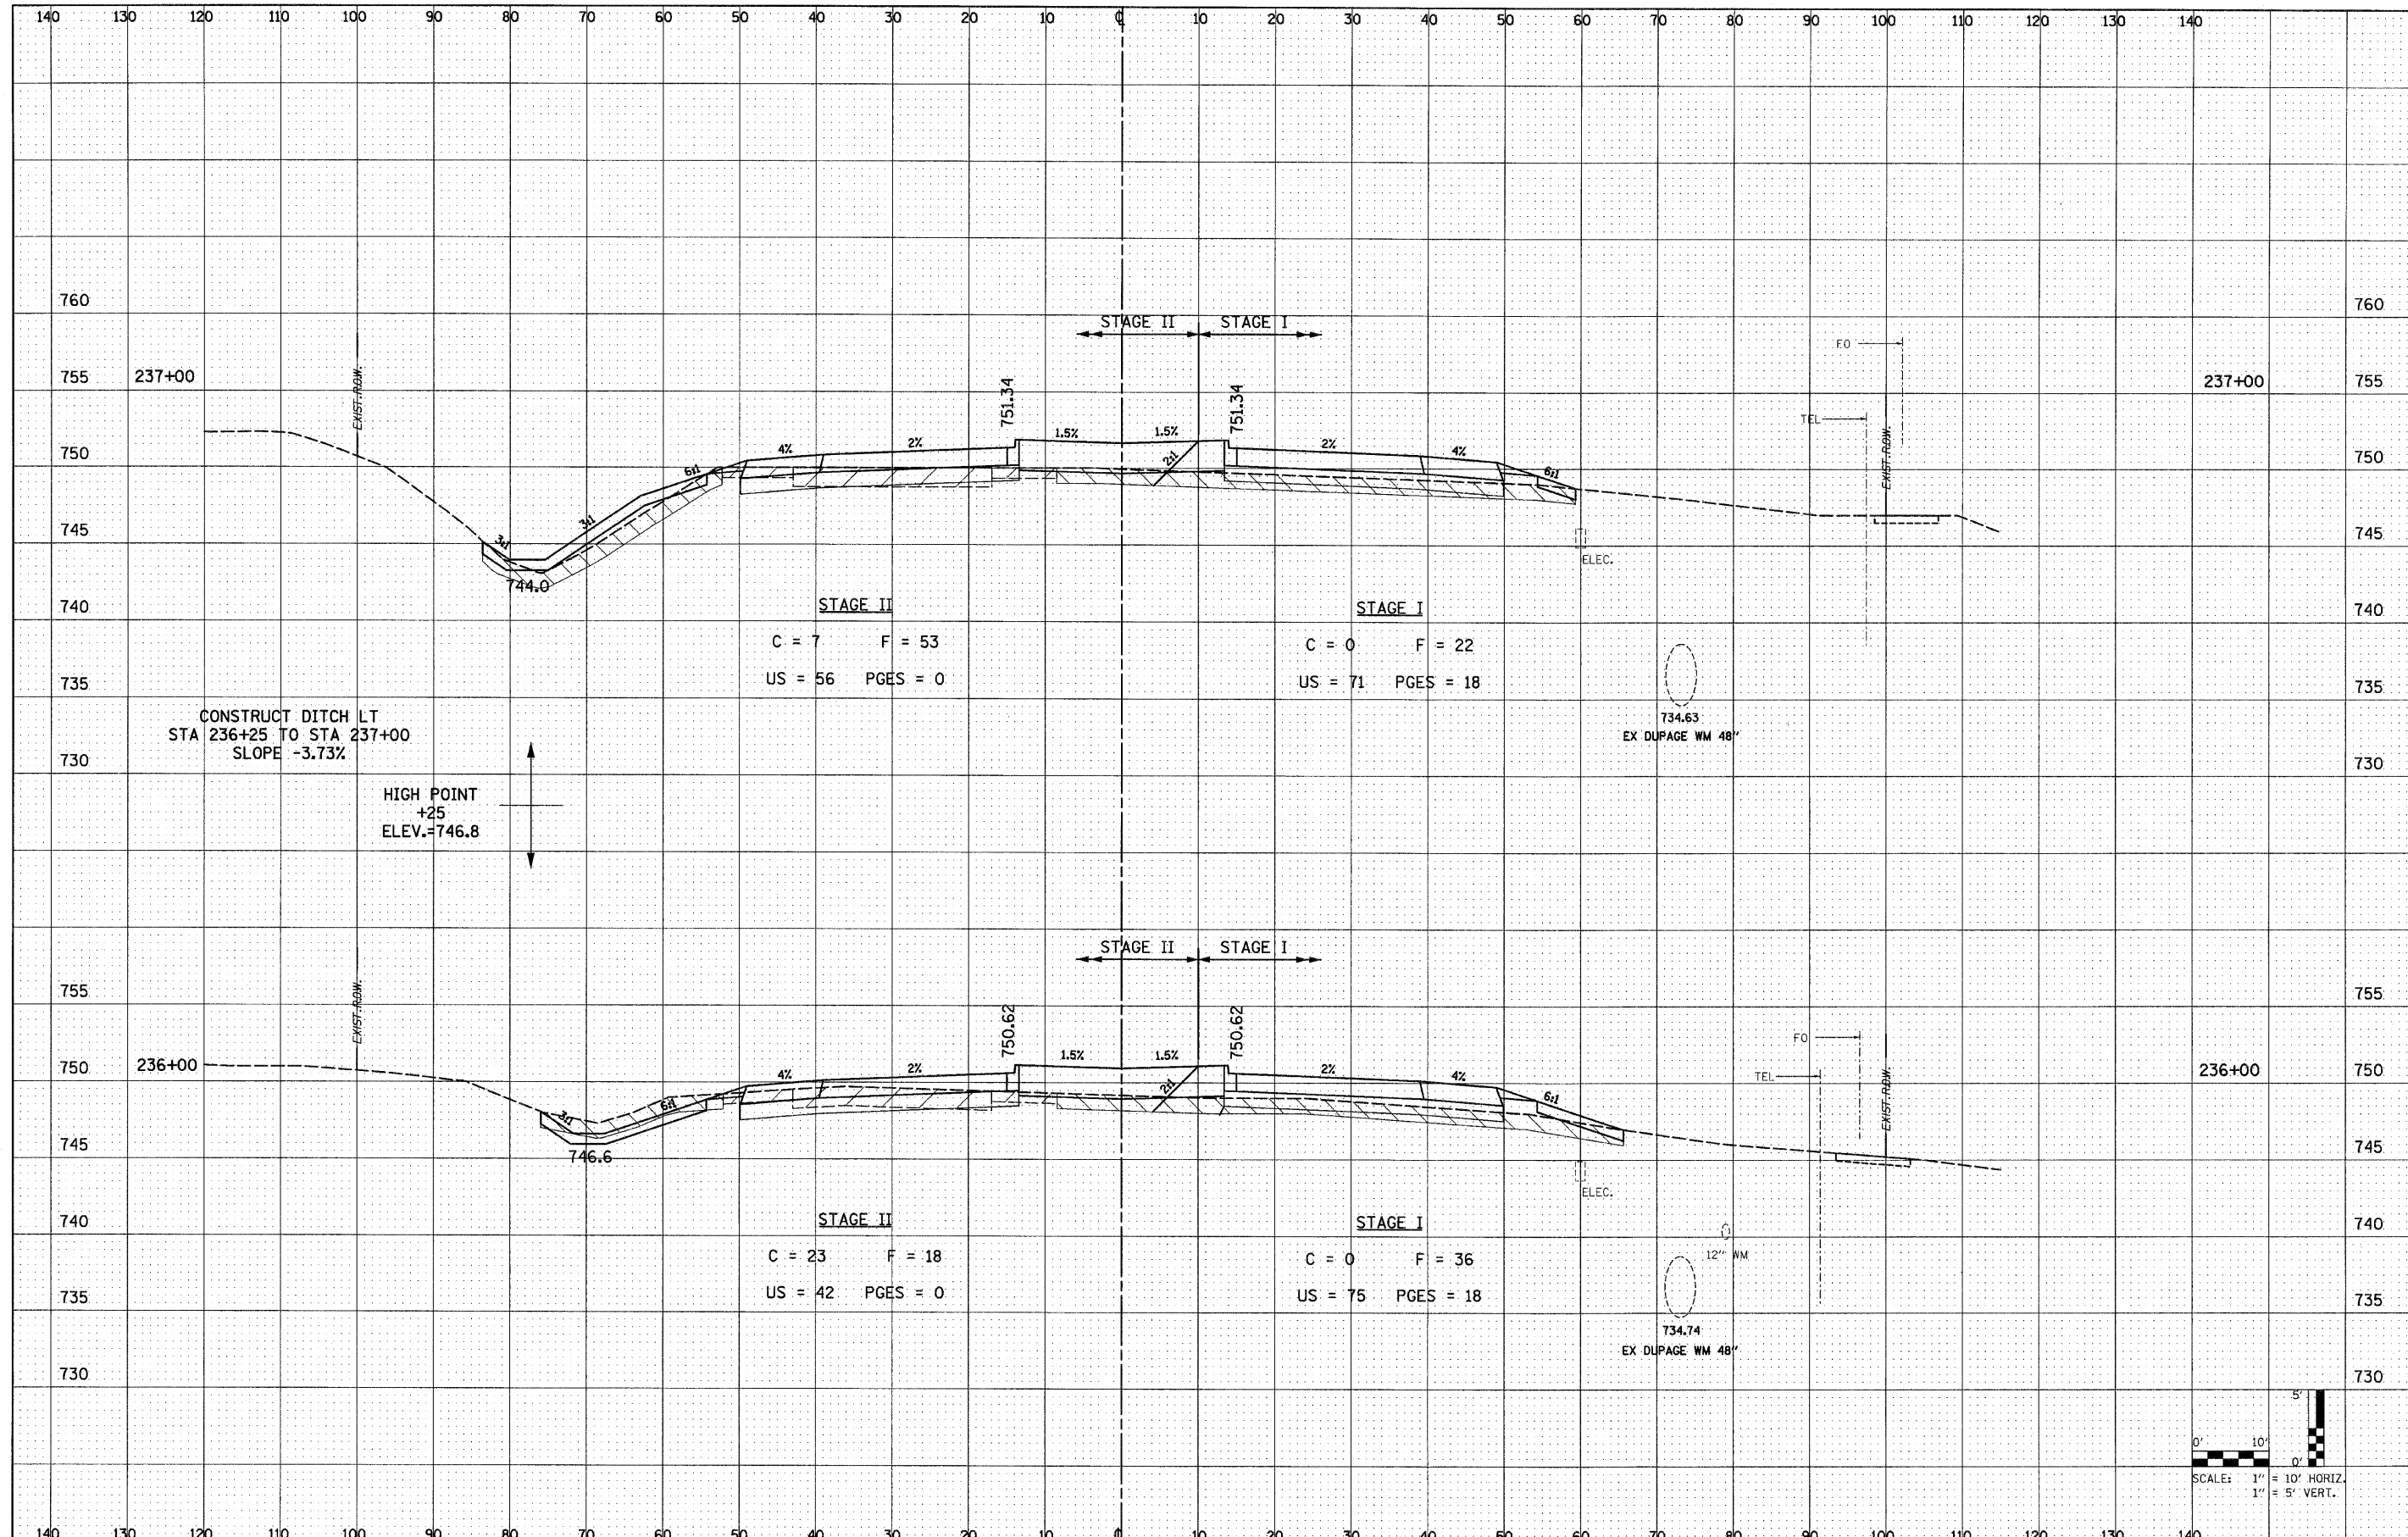 140 130 120 110 100 90 80 70 60 50 40 30 20 10 ℄ 10 20 30 40 50 60 70 80 90 100 110 120 130 140
760 760
STAGE II STAGE I
FO
755 237+00 237+00 755
EXIST. R.O.W.
751.34 751.34
TEL
EXIST. R.O.W.
750 6:1 4% 2% 1.5% 1.5% 2:1 2% 4% 6:1 750
745 3:1 3:1 745
ELEC.
744.0
740 STAGE II STAGE I 740
C = 7 F = 53 C = 0 F = 22
US = 56 PGES = 0 US = 71 PGES = 18
735 735
734.63
EX DUPAGE WM 48"
CONSTRUCT DITCH LT
STA 236+25 TO STA 237+00
SLOPE -3.73%
730 730
HIGH POINT
+25
ELEV.=746.8
STAGE II STAGE I
755 755
EXIST. R.O.W.
750.62 750.62
FO
TEL
EXIST. R.O.W.
750 236+00 236+00 750
3:1 6:1 4% 2% 1.5% 1.5% 2:1 2% 4% 6:1
745 745
746.6
ELEC.
740 STAGE II STAGE I 740
12" WM
C = 23 F = 18 C = 0 F = 36
US = 42 PGES = 0 US = 75 PGES = 18
735 735
734.74
EX DUPAGE WM 48"
730 730
5'
0' 10' 0'
SCALE: 1" = 10' HORIZ.
1" = 5' VERT.
140 130 120 110 100 90 80 70 60 50 40 30 20 10 ℄ 10 20 30 40 50 60 70 80 90 100 110 120 130 140